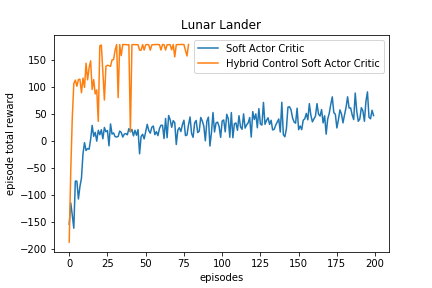 Lunar Lander
Soft Actor Critic
Hybrid Control Soft Actor Critic
episode total reward
150
100
50
0
−50
−100
−150
−200
0 25 50 75 100 125 150 175 200
episodes